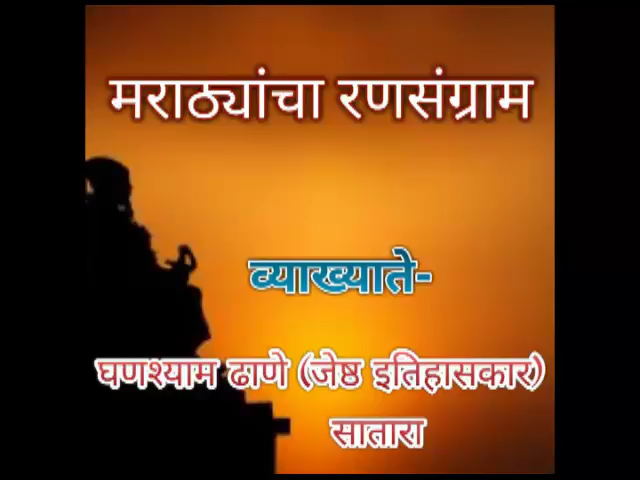 मराठ्यांचा रणसंग्राम
व्याख्याते-
घणश्याम ढाणे (जेष्ठ इतिहासकार)
सातारा